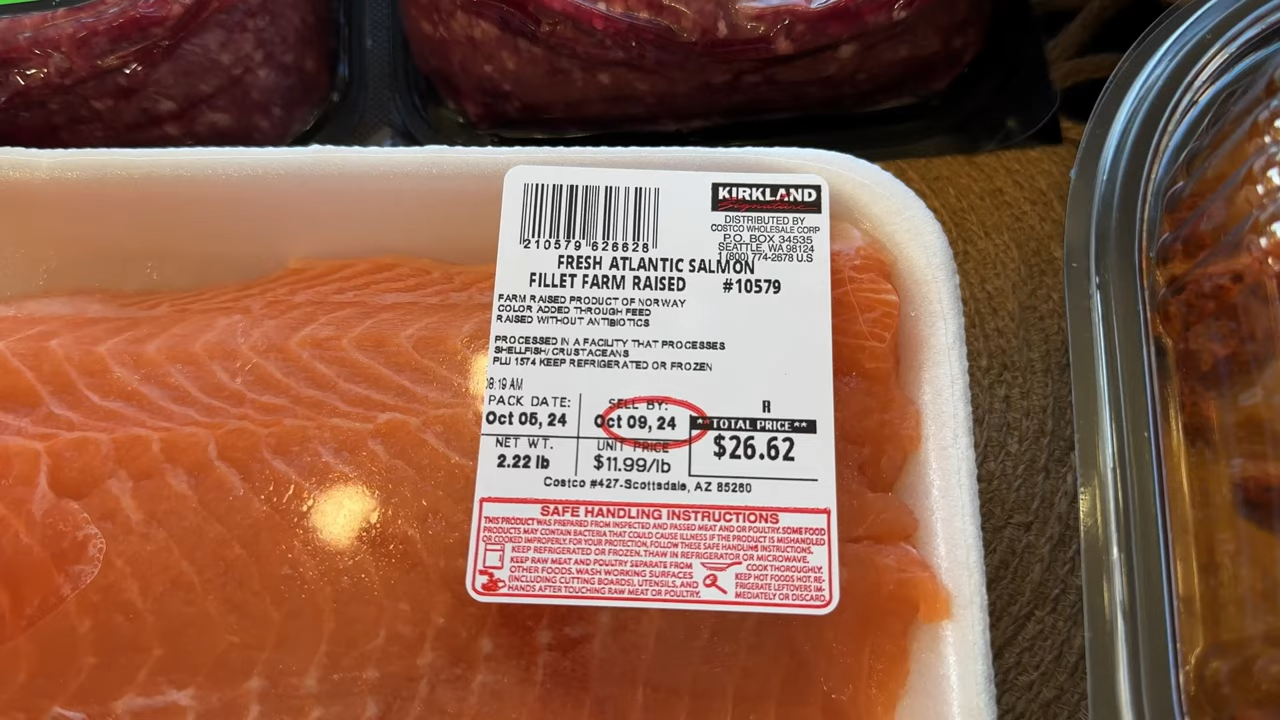 210579 626626
KIRKLAND
Signature
DISTRIBUTED BY
COSTCO WHOLESALE CORP
P.O. BOX 34535
SEATTLE, WA 98124
1 (800) 774-2678 U.S
FRESH ATLANTIC SALMON
FILLET FARM RAISED #10579
FARM RAISED PRODUCT OF NORWAY
COLOR ADDED THROUGH FEED
RAISED WITHOUT ANTIBIOTICS
PROCESSED IN A FACILITY THAT PROCESSES
SHELLFISH/CRUSTACEANS
PLU 1574 KEEP REFRIGERATED OR FROZEN
08:19 AM
PACK DATE:
Oct 05, 24
SELL BY:
Oct 09, 24
R
**TOTAL PRICE**
$26.62
NET WT.
2.22 lb
UNIT PRICE
$11.99/lb
Costco #427-Scottsdale, AZ 85260
SAFE HANDLING INSTRUCTIONS
THIS PRODUCT WAS PREPARED FROM INSPECTED AND PASSED MEAT AND OR POULTRY. SOME FOOD
PRODUCTS MAY CONTAIN BACTERIA THAT COULD CAUSE ILLNESS IF THE PRODUCT IS MISHANDLED
OR COOKED IMPROPERLY. FOR YOUR PROTECTION, FOLLOW THESE SAFE HANDLING INSTRUCTIONS.
KEEP REFRIGERATED OR FROZEN. THAW IN REFRIGERATOR OR MICROWAVE.
KEEP RAW MEAT AND POULTRY SEPARATE FROM
OTHER FOODS. WASH WORKING SURFACES
(INCLUDING CUTTING BOARDS), UTENSILS, AND
HANDS AFTER TOUCHING RAW MEAT OR POULTRY.
COOK THOROUGHLY.
KEEP HOT FOODS HOT. RE-
FRIGERATE LEFTOVERS IM-
MEDIATELY OR DISCARD.